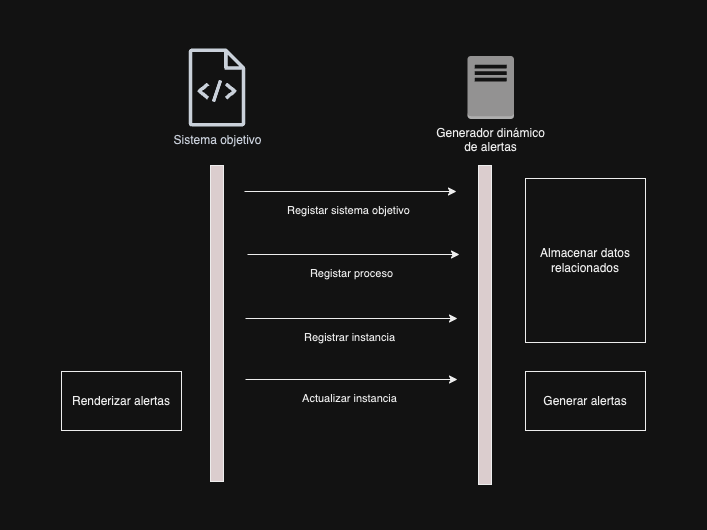 Sistema objetivo
Generador dinámico
de alertas
Registar sistema objetivo
Almacenar datos
relacionados
Registar proceso
Registrar instancia
Actualizar instancia
Renderizar alertas
Generar alertas